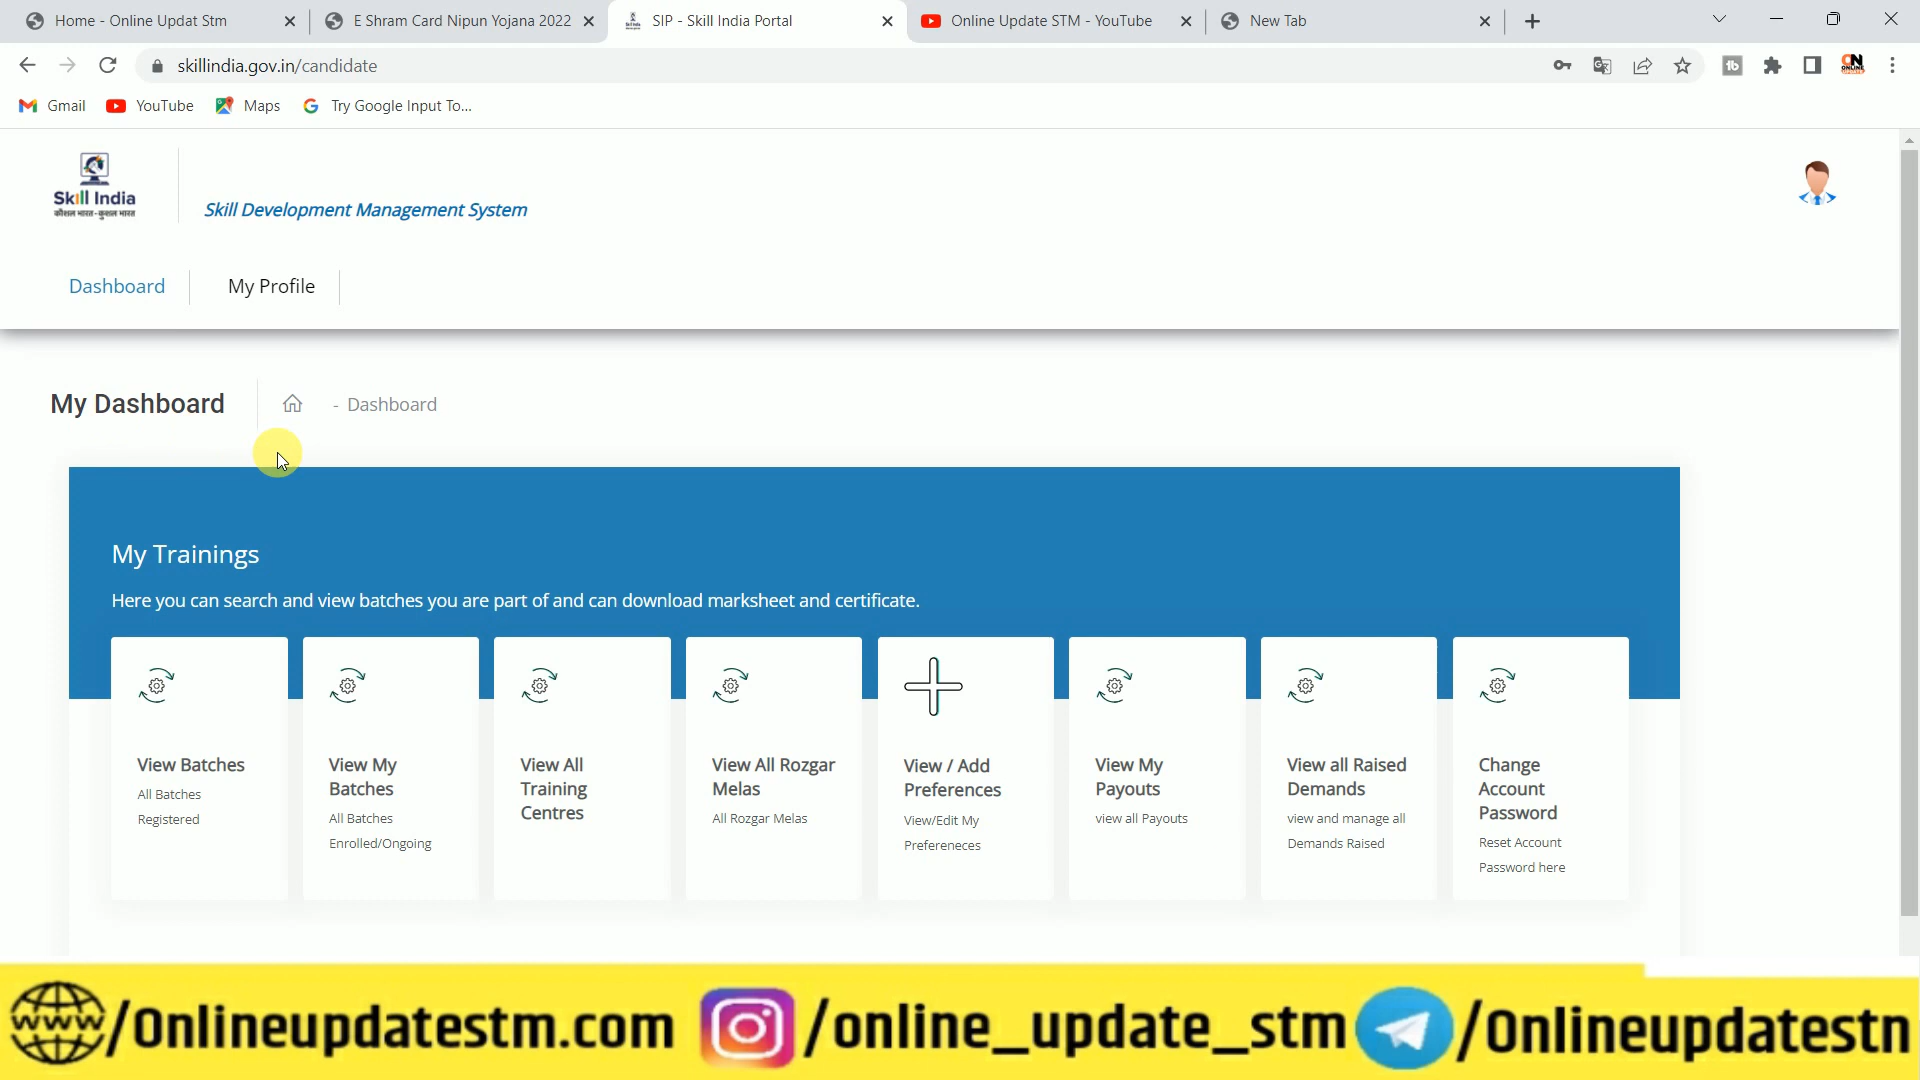 Home - Online Updat Stm
E Shram Card Nipun Yojana 2022
SIP - Skill India Portal
Online Update STM - YouTube
New Tab
skillindia.gov.in/candidate
Gmail
YouTube
Maps
Try Google Input To...
Skill India
कौशल भारत-कुशल भारत
Skill Development Management System
Dashboard
My Profile
My Dashboard
- Dashboard
My Trainings
Here you can search and view batches you are part of and can download marksheet and certificate.
View Batches
All Batches
Registered
View My
Batches
All Batches
Enrolled/Ongoing
View All
Training
Centres
View All Rozgar
Melas
All Rozgar Melas
View / Add
Preferences
View/Edit My
Prefereneces
View My
Payouts
view all Payouts
View all Raised
Demands
view and manage all
Demands Raised
Change
Account
Password
Reset Account
Password here
www/Onlineupdatestm.com
/online_update_stm
/Onlineupdatestn